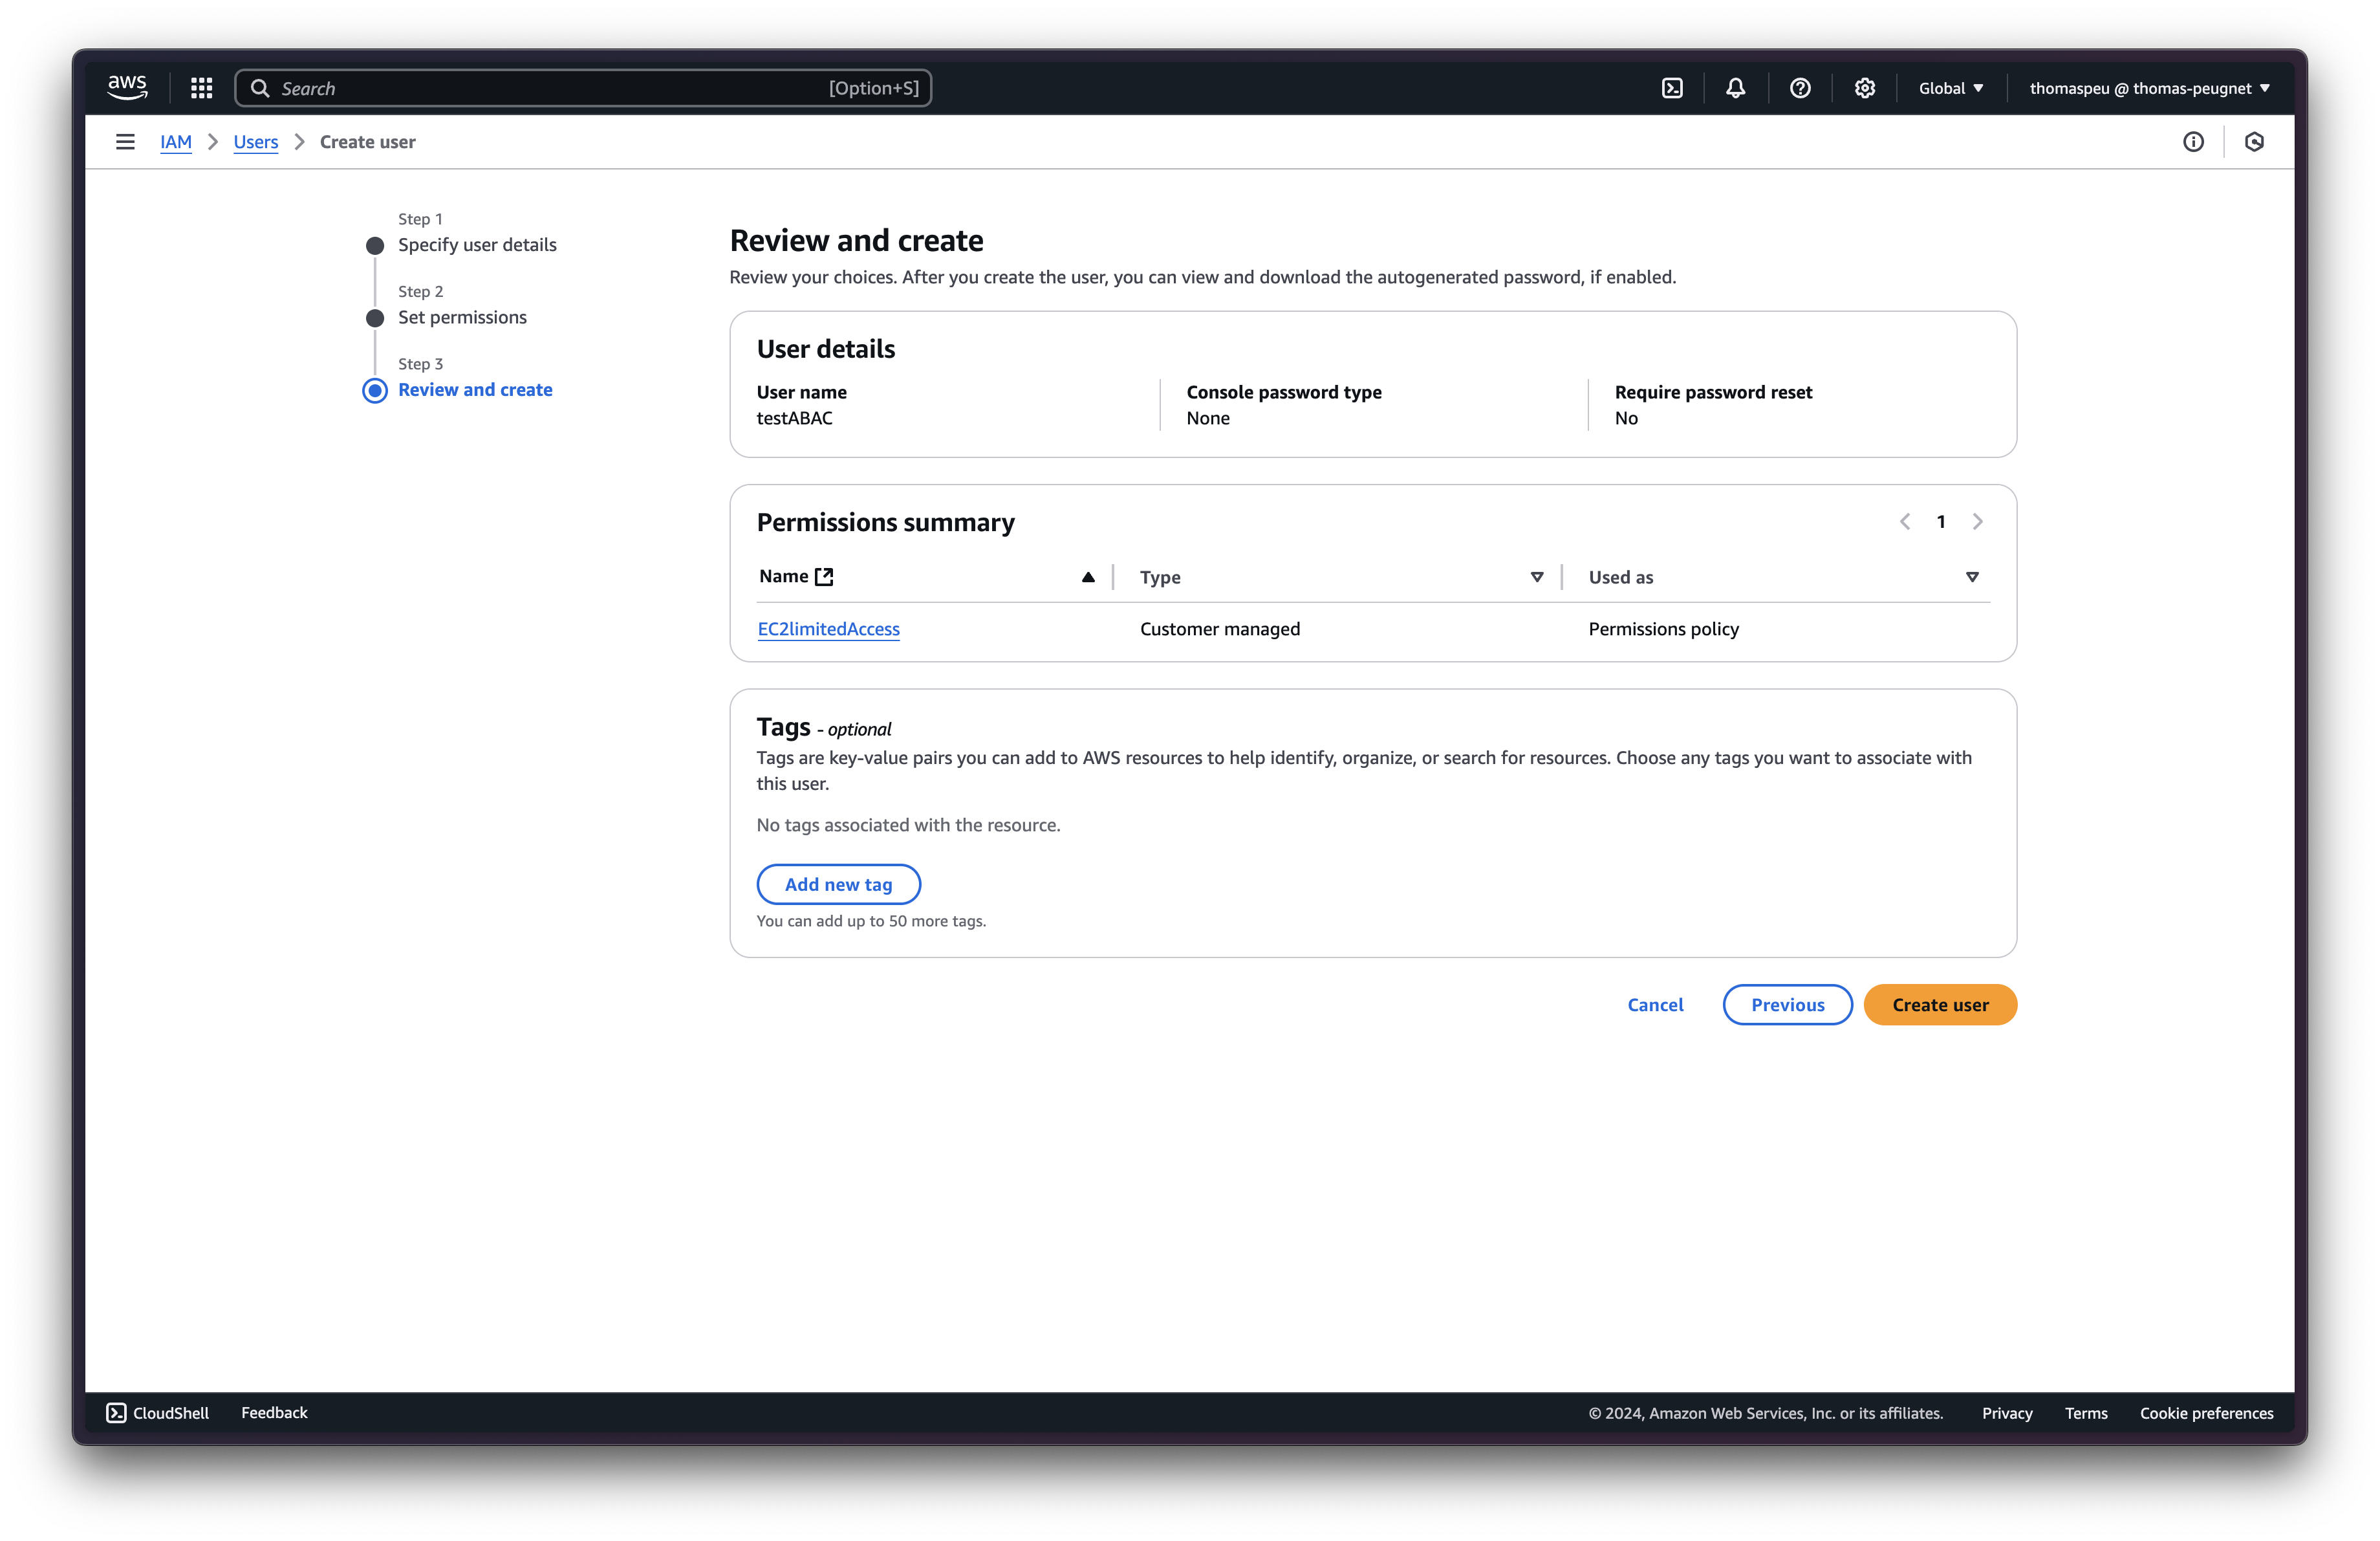 aws
Search [Option+S]
Global
thomaspeu @ thomas-peugnet
IAM > Users > Create user
Step 1
Specify user details
Step 2
Set permissions
Step 3
Review and create
Review and create
Review your choices. After you create the user, you can view and download the autogenerated password, if enabled.
User details
User name
testABAC
Console password type
None
Require password reset
No
Permissions summary
1
Name Type Used as
EC2limitedAccess Customer managed Permissions policy
Tags - optional
Tags are key-value pairs you can add to AWS resources to help identify, organize, or search for resources. Choose any tags you want to associate with
this user.
No tags associated with the resource.
Add new tag
You can add up to 50 more tags.
Cancel Previous Create user
CloudShell Feedback © 2024, Amazon Web Services, Inc. or its affiliates. Privacy Terms Cookie preferences